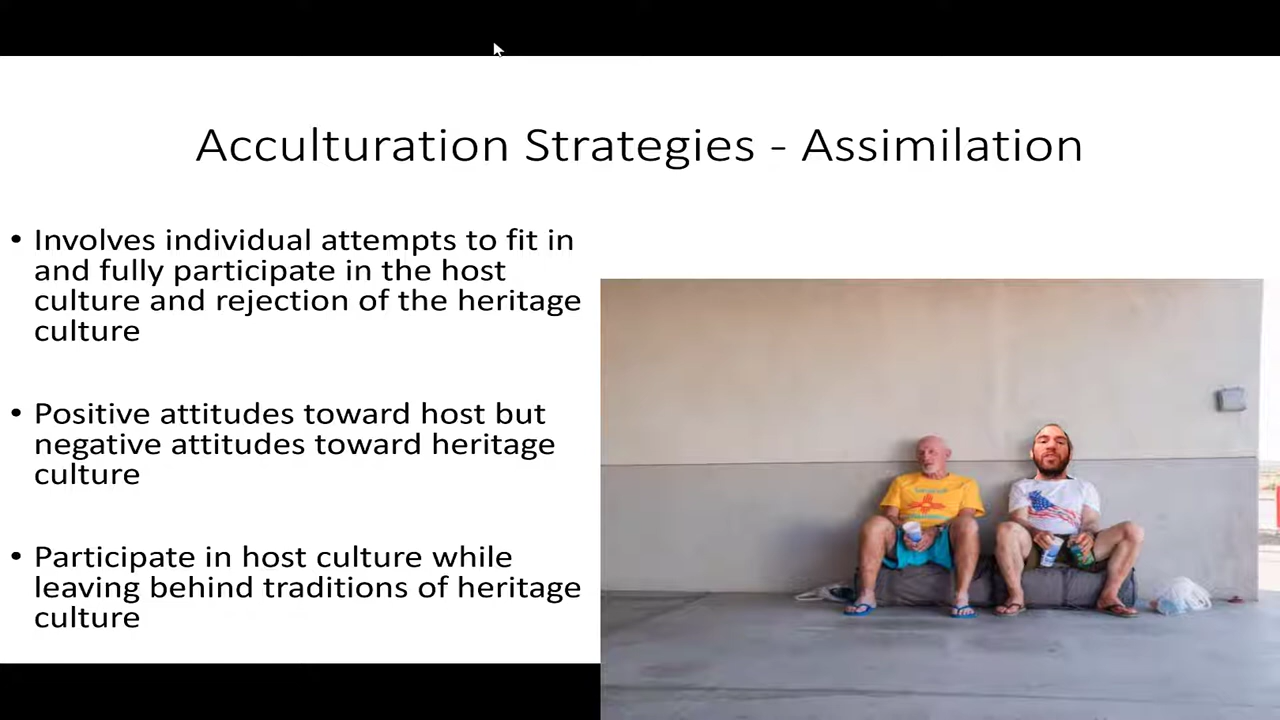 Acculturation Strategies - Assimilation
• Involves individual attempts to fit in
and fully participate in the host
culture and rejection of the heritage
culture
• Positive attitudes toward host but
negative attitudes toward heritage
culture
• Participate in host culture while
leaving behind traditions of heritage
culture